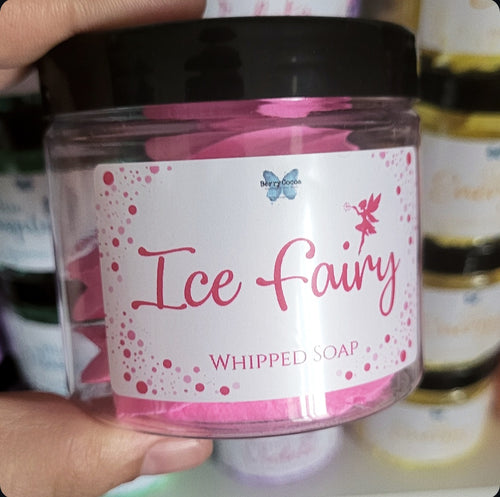 Berry Cocoa
Ice Fairy
Whipped Soap